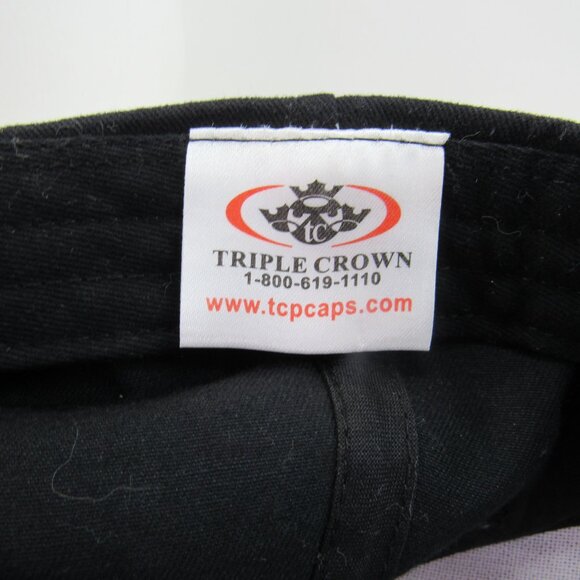 tc
TRIPLE CROWN
1-800-619-1110
www.tcpcaps.com